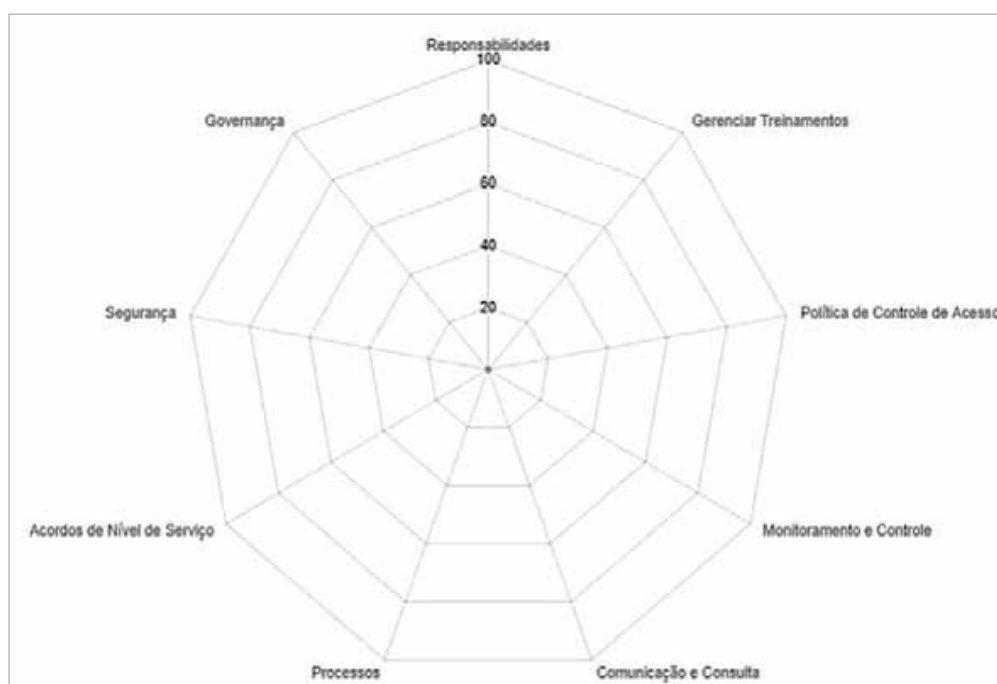 Responsabilidades
100
Governança
Gerenciar Treinamentos
80
60
40
20
Segurança
Política de Controle de Acesso
Acordos de Nível de Serviço
Monitoramento e Controle
Processos
Comunicação e Consulta